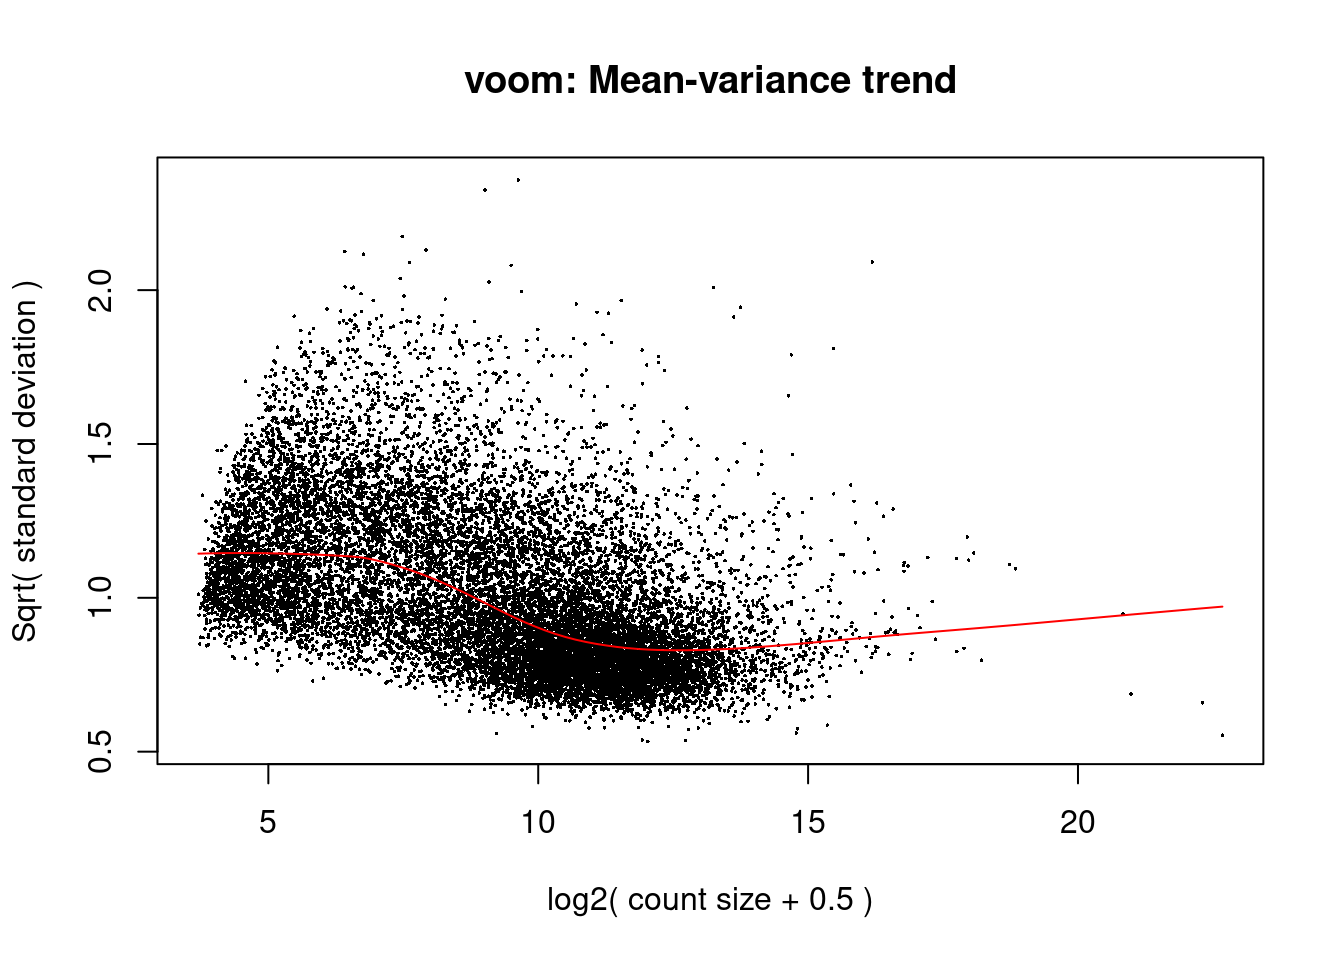 voom: Mean-variance trend
Sqrt( standard deviation )
2.0
1.5
1.0
0.5
5 10 15 20
log2( count size + 0.5 )